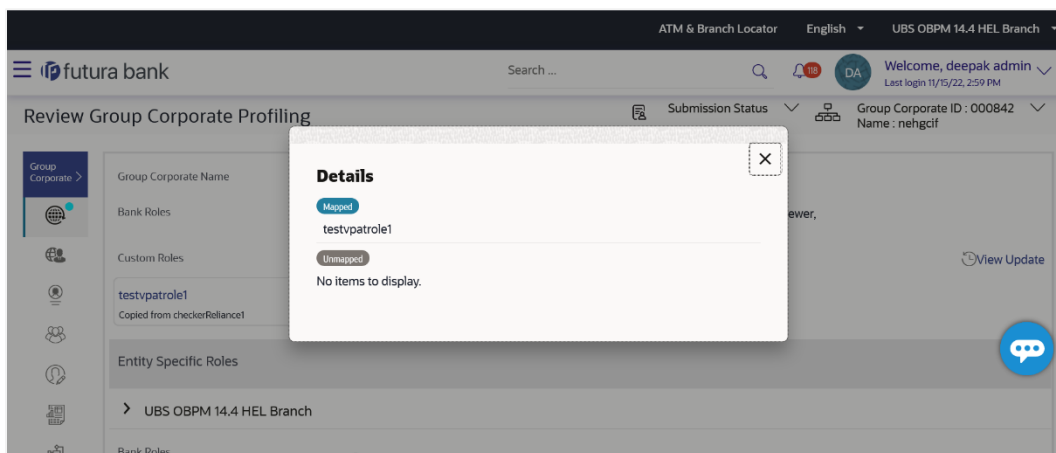 ATM & Branch Locator English UBS OBPM 14.4 HEL Branch
futura bank Search ... 118 DA Welcome, deepak admin
Last login 11/15/22, 2:59 PM
Review Group Corporate Profiling Submission Status Group Corporate ID : 000842
Name : nehgcif
Group
Corporate >
Group Corporate Name
Bank Roles
ewer,
Custom Roles
View Update
testvpatrole1
Copied from checkerReliance1
Details
Mapped
testvpatrole1
Unmapped
No items to display.
Entity Specific Roles
UBS OBPM 14.4 HEL Branch
Bank Roles